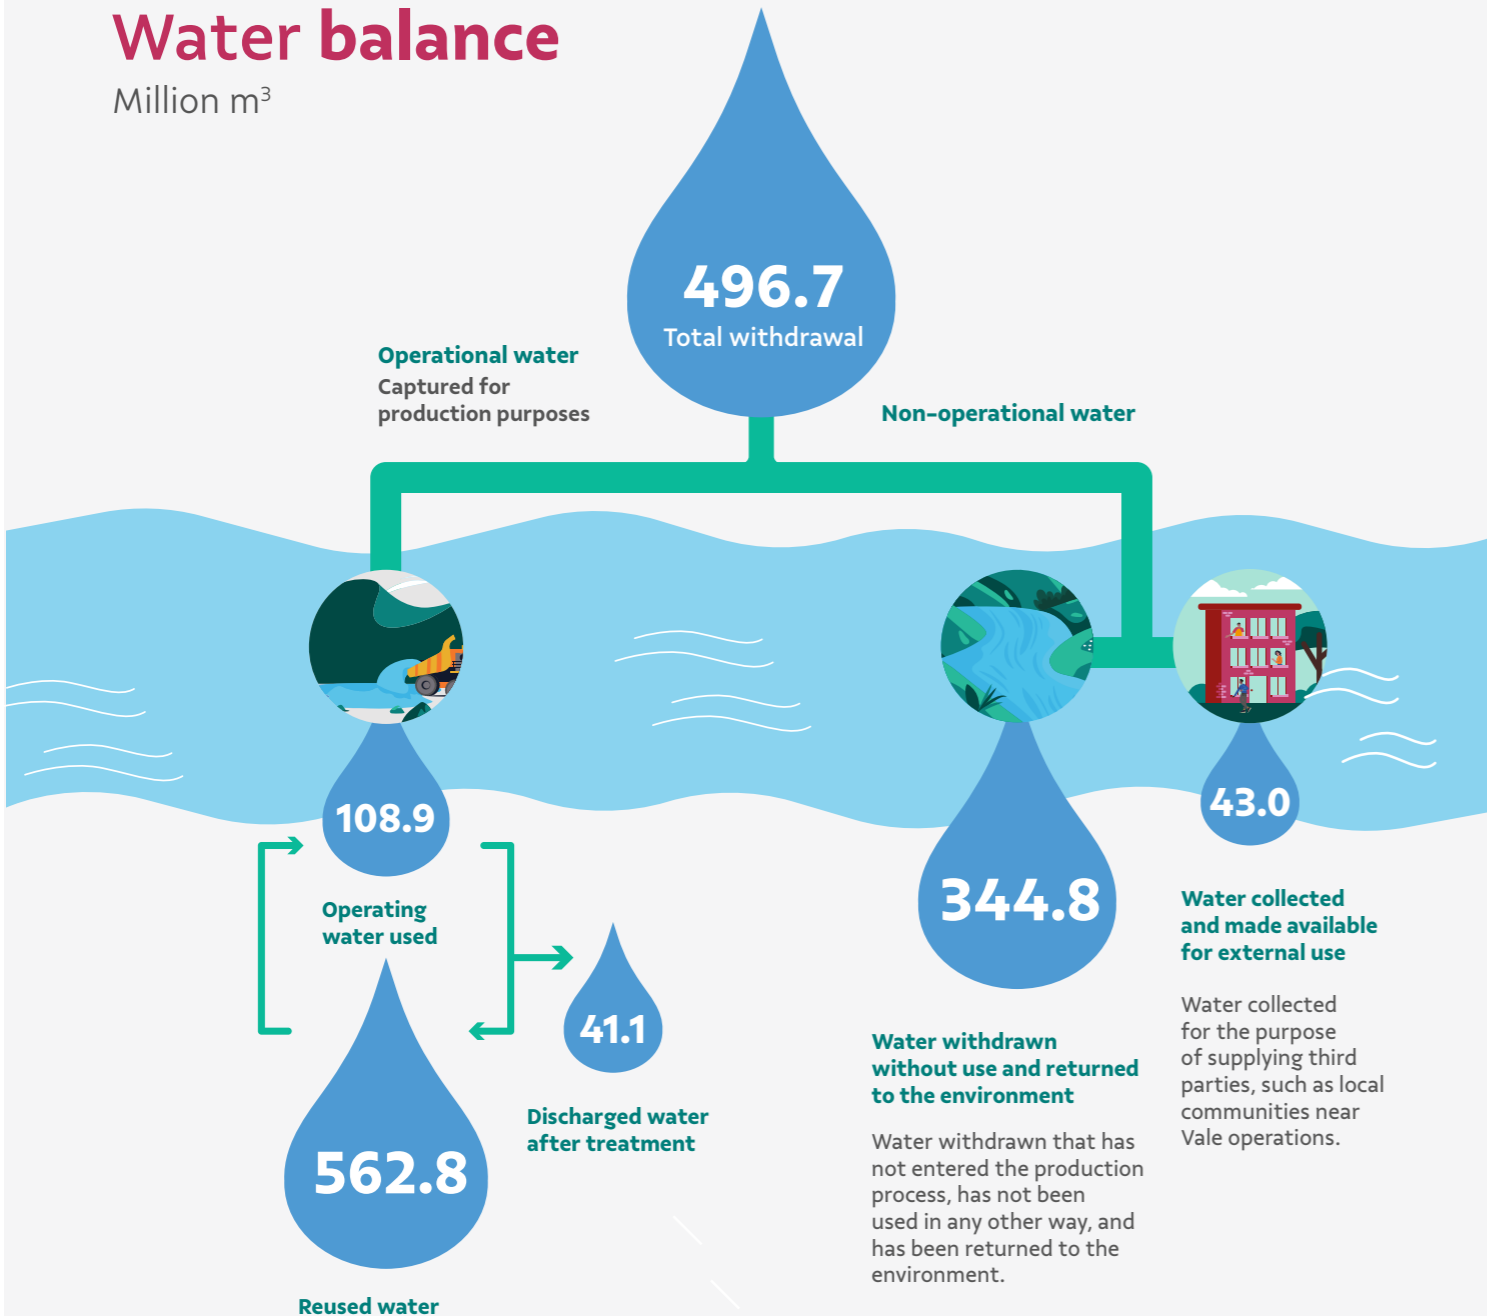 Water balance
Million m³
496.7
Total withdrawal
Operational water
Captured for
production purposes
Non-operational water
108.9
Operating
water used
562.8
Reused water
41.1
Discharged water
after treatment
344.8
Water withdrawn
without use and returned
to the environment
Water withdrawn that has
not entered the production
process, has not been
used in any other way, and
has been returned to the
environment.
43.0
Water collected
and made available
for external use
Water collected
for the purpose
of supplying third
parties, such as local
communities near
Vale operations.